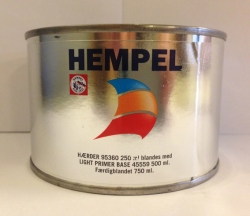 HEMPEL
HÆRDER 95360 250 ml blandes med
LIGHT PRIMER BASE 45559 500 ml.
Færdigblandet 750 ml.